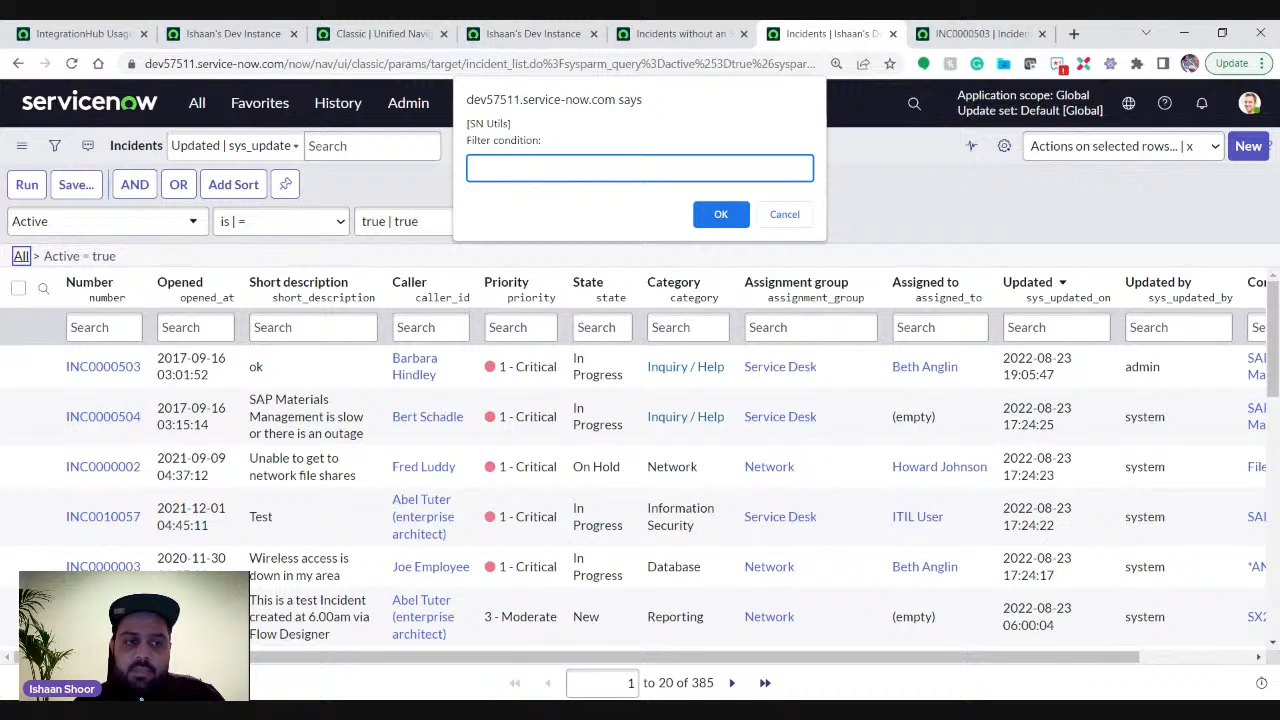 IntegrationHub Usag
Ishaan's Dev Instance
Classic | Unified Navig
Ishaan's Dev Instance
Incidents without an S
Incidents | Ishaan's D
INC0000503 | Inciden
dev57511.service-now.com/now/nav/ui/classic/params/target/incident_list.do%3Fsysparm_query%3Dactive%253Dtrue%26syspar...
1
Update
servicenow
All
Favorites
History
Admin
Application scope: Global
Update set: Default [Global]
dev57511.service-now.com says
[SN Utils]
Filter condition:
OK
Cancel
Incidents
Updated | sys_update
Search
Actions on selected rows... | x
New
Run
Save...
AND
OR
Add Sort
Active
is | =
true | true
All > Active = true
Number
number
Opened
opened_at
Short description
short_description
Caller
caller_id
Priority
priority
State
state
Category
category
Assignment group
assignment_group
Assigned to
assigned_to
Updated
sys_updated_on
Updated by
sys_updated_by
Co
Search
Search
Search
Search
Search
Search
Search
Search
Search
Search
Search
Se
INC0000503
2017-09-16
03:01:52
ok
Barbara
Hindley
1 - Critical
In
Progress
Inquiry / Help
Service Desk
Beth Anglin
2022-08-23
19:05:47
admin
SAP
Ma
INC0000504
2017-09-16
03:15:14
SAP Materials
Management is slow
or there is an outage
Bert Schadle
1 - Critical
In
Progress
Inquiry / Help
Service Desk
(empty)
2022-08-23
17:24:25
system
SAP
Ma
INC0000002
2021-09-09
04:37:12
Unable to get to
network file shares
Fred Luddy
1 - Critical
On Hold
Network
Network
Howard Johnson
2022-08-23
17:24:23
system
File
INC0010057
2021-12-01
04:45:11
Test
Abel Tuter
(enterprise
architect)
1 - Critical
In
Progress
Information
Security
Service Desk
ITIL User
2022-08-23
17:24:22
system
SAP
INC0000003
2020-11-30
Wireless access is
down in my area
Joe Employee
1 - Critical
In
Progress
Database
Network
Beth Anglin
2022-08-23
17:24:17
system
*AN
This is a test Incident
created at 6.00am via
Flow Designer
Abel Tuter
(enterprise
architect)
3 - Moderate
New
Reporting
Network
(empty)
2022-08-23
06:00:04
system
SX2
Ishaan Shoor
1 to 20 of 385